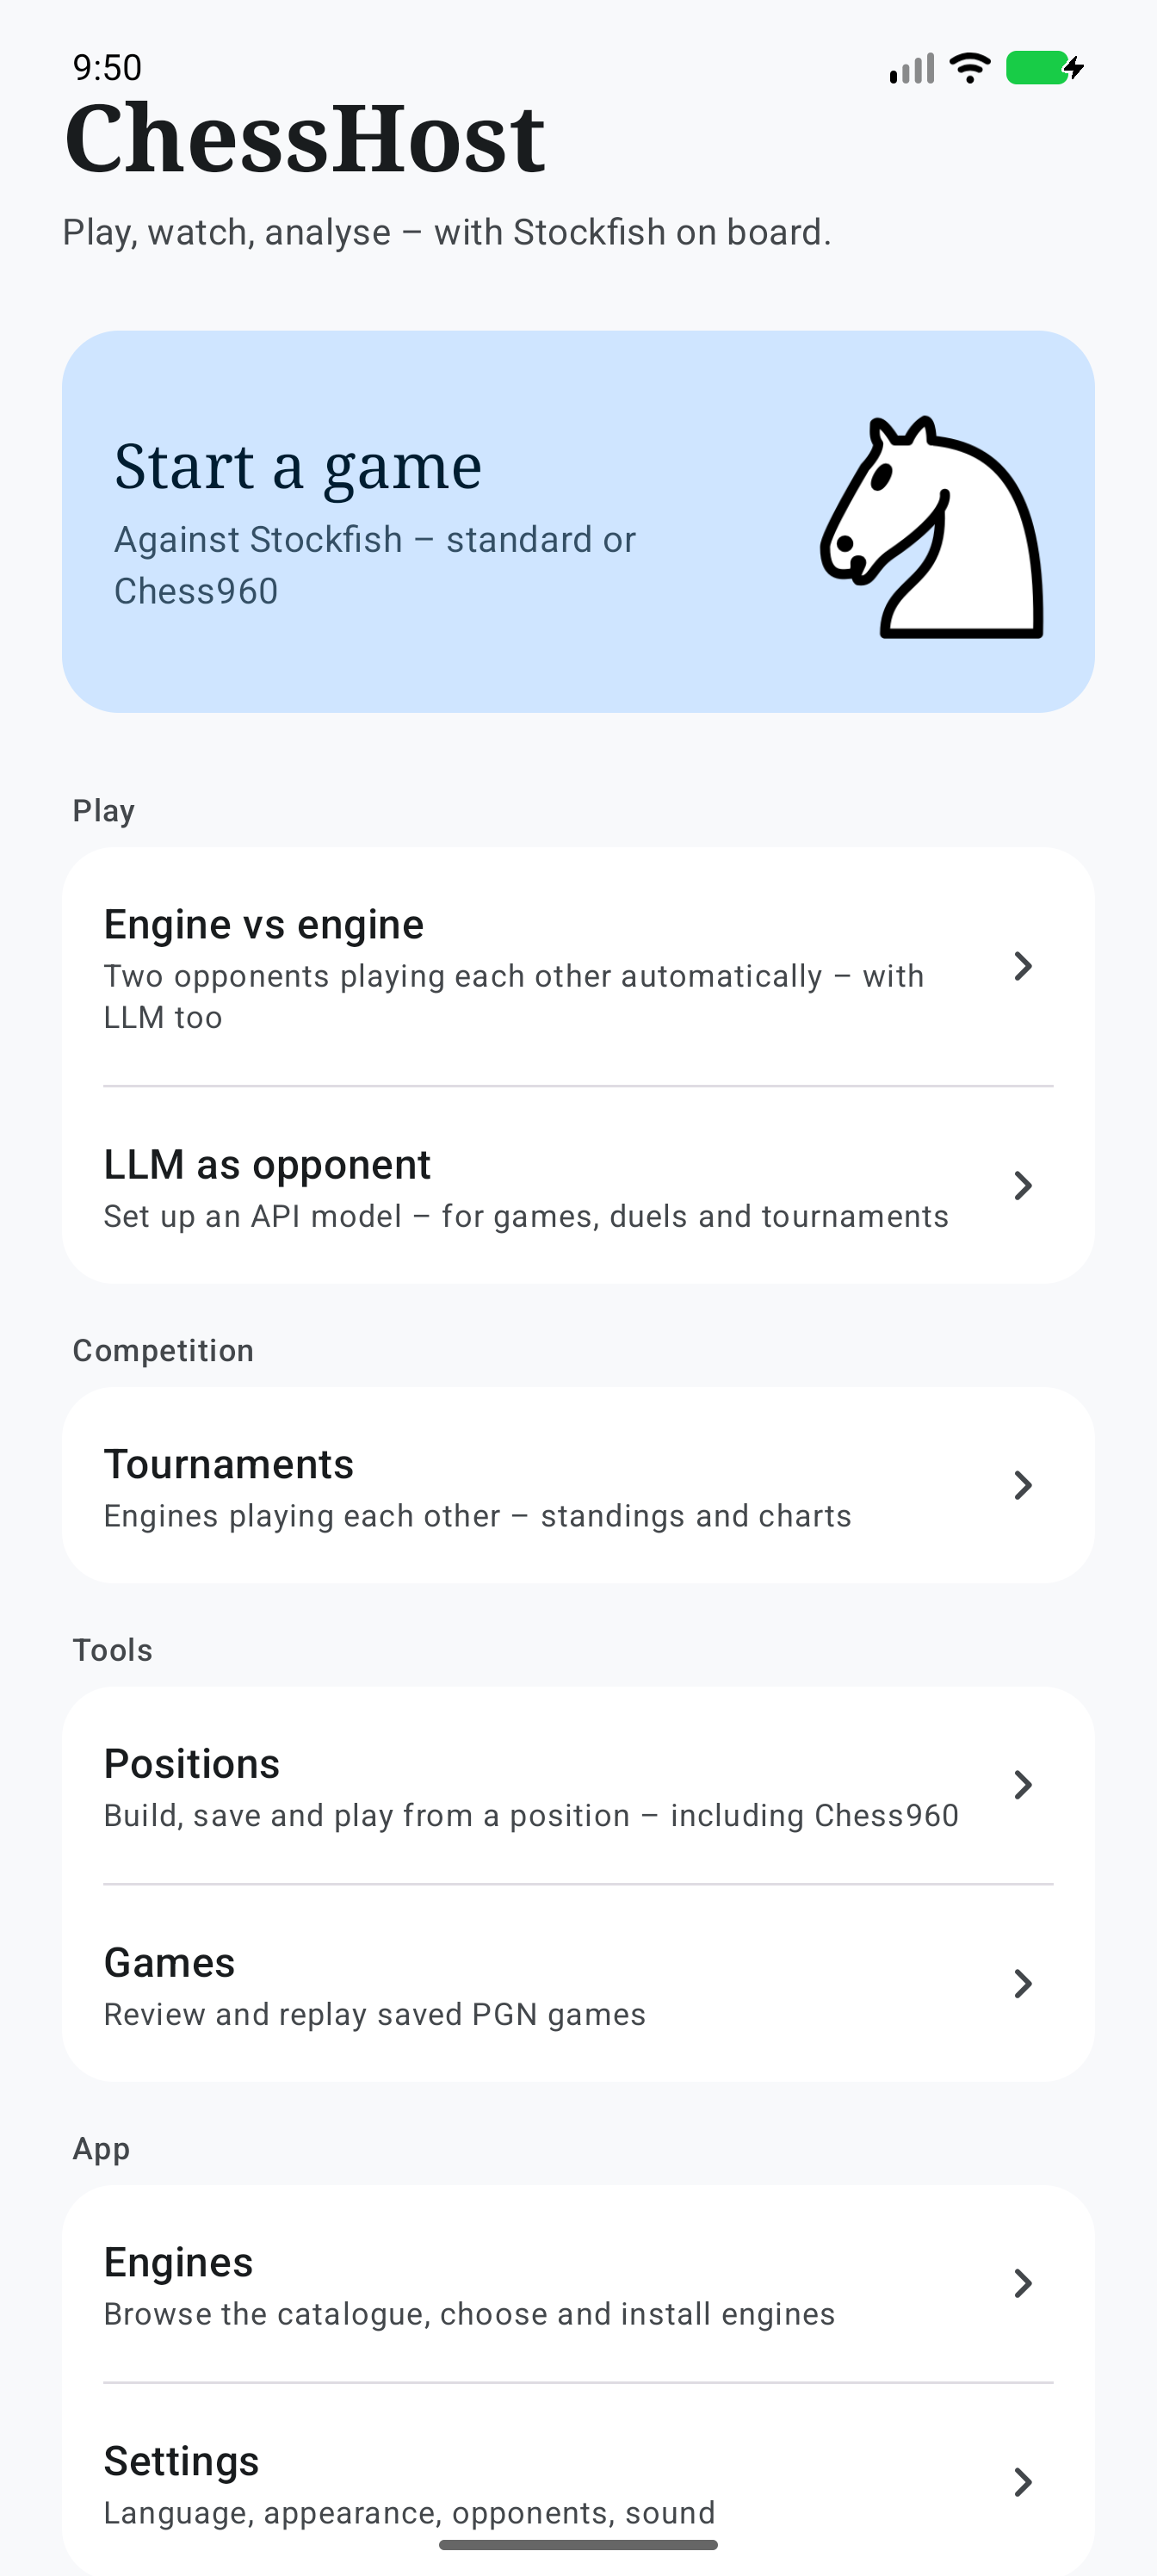 9:50
ChessHost
Play, watch, analyse – with Stockfish on board.
Start a game
Against Stockfish – standard or
Chess960
Play
Engine vs engine
Two opponents playing each other automatically – with
LLM too
LLM as opponent
Set up an API model – for games, duels and tournaments
Competition
Tournaments
Engines playing each other – standings and charts
Tools
Positions
Build, save and play from a position – including Chess960
Games
Review and replay saved PGN games
App
Engines
Browse the catalogue, choose and install engines
Settings
Language, appearance, opponents, sound